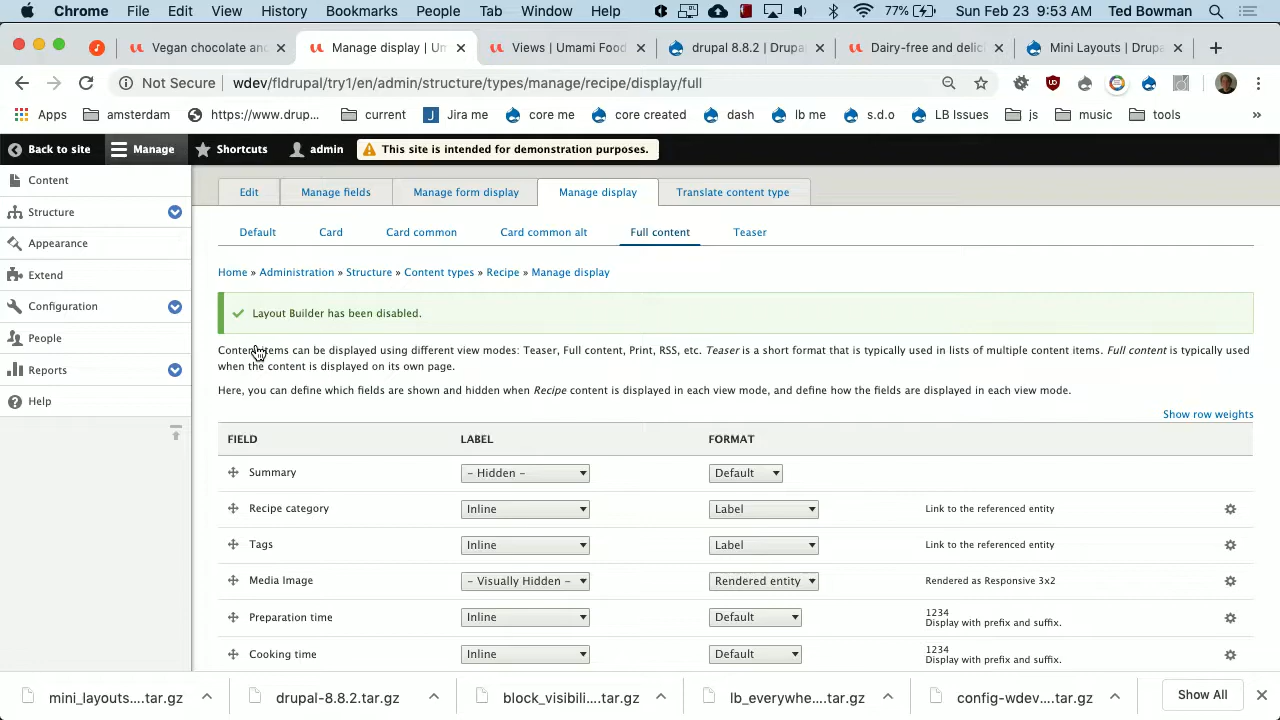 Chrome File Edit View History Bookmarks People Tab Window Help 77% Sun Feb 23 9:53 AM Ted Bowman
Vegan chocolate and
Manage display | Um
Views | Umami Food
drupal 8.8.2 | Drupa
Dairy-free and delic
Mini Layouts | Drupa
Not Secure wdev/fldrupal/try1/en/admin/structure/types/manage/recipe/display/full
Apps amsterdam https://www.drup... current Jira me core me core created dash lb me s.d.o LB Issues js music tools »
Back to site Manage Shortcuts admin This site is intended for demonstration purposes.
Content
Structure
Appearance
Extend
Configuration
People
Reports
Help
Edit Manage fields Manage form display Manage display Translate content type
Default Card Card common Card common alt Full content Teaser
Home » Administration » Structure » Content types » Recipe » Manage display
Layout Builder has been disabled.
Content items can be displayed using different view modes: Teaser, Full content, Print, RSS, etc. Teaser is a short format that is typically used in lists of multiple content items. Full content is typically used
when the content is displayed on its own page.
Here, you can define which fields are shown and hidden when Recipe content is displayed in each view mode, and define how the fields are displayed in each view mode.
Show row weights
FIELD LABEL FORMAT
Summary - Hidden - Default
Recipe category Inline Label Link to the referenced entity
Tags Inline Label Link to the referenced entity
Media Image - Visually Hidden - Rendered entity Rendered as Responsive 3x2
Preparation time Inline Default 1234
Display with prefix and suffix.
Cooking time Inline Default 1234
Display with prefix and suffix.
mini_layouts....tar.gz drupal-8.8.2.tar.gz block_visibili....tar.gz lb_everywhe....tar.gz config-wdev....tar.gz Show All